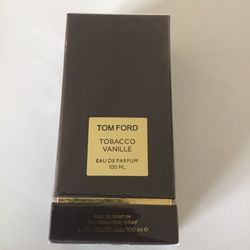 TOM FORD
TOBACCO
VANILLE
EAU DE PARFUM
100 ML
EAU DE PARFUM